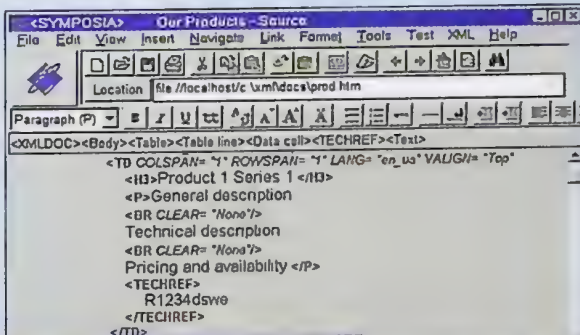 <SYMPOSIA> Our Products - Source
File Edit View Insert Navigate Link Format Tools Test XML Help
Location file //localhost/c \xml\docs\prod htm
Paragraph (P) B I U tt
<XMLDOC><Body><Table><Table line><Data cell><TECHREF><Text>
<TD COLSPAN= "1" ROWSPAN= "1" LANG= "en_us" VALIGN= "Top"
<H3>Product 1 Series 1 </H3>
<P>General description
<BR CLEAR= "None"/>
Technical description
<BR CLEAR= "None"/>
Pricing and availability </P>
<TECHREF>
R1234dswe
</TECHREF>
</TD>